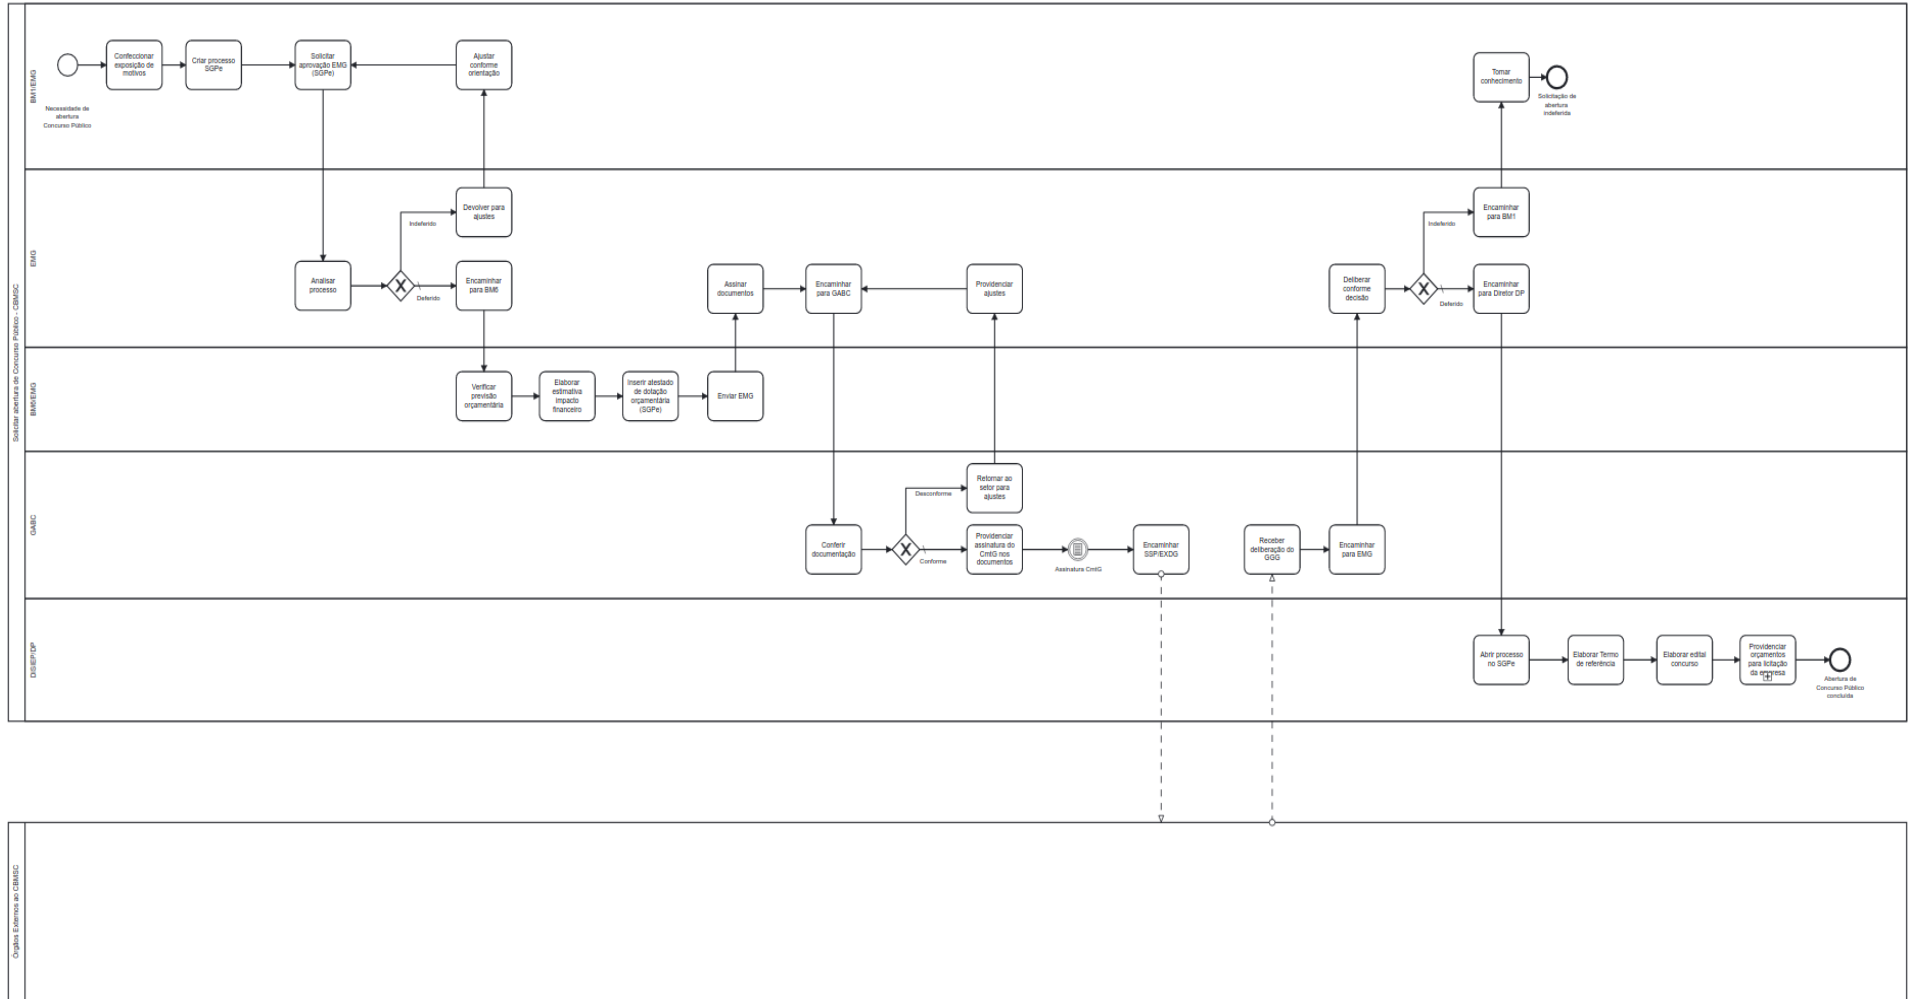 Solicitar abertura de Concurso Público - CBMSC
BM1/EMG
Necessidade de
abertura
Concurso Público
Confeccionar
exposição de
motivos
Criar processo
SGPe
Solicitar
aprovação EMG
(SGPe)
Ajustar
conforme
orientação
Tomar
conhecimento
Solicitação de
abertura
indeferida
EMG
Analisar
processo
Indeferido
Deferido
Devolver para
ajustes
Encaminhar
para BM6
Assinar
documentos
Encaminhar
para GABC
Providenciar
ajustes
Deliberar
conforme
decisão
Indeferido
Deferido
Encaminhar
para BM1
Encaminhar
para Diretor DP
BM6/EMG
Verificar
previsão
orçamentária
Elaborar
estimativa
impacto
financeiro
Inserir atestado
de dotação
orçamentária
(SGPe)
Enviar EMG
GABC
Conferir
documentação
Desconforme
Conforme
Retornar ao
setor para
ajustes
Providenciar
assinatura do
CmtG nos
documentos
Assinatura CmtG
Encaminhar
SSP/EXDG
Receber
deliberação do
GGG
Encaminhar
para EMG
DISIEP/DP
Abrir processo
no SGPe
Elaborar Termo
de referência
Elaborar edital
concurso
Providenciar
orçamentos
para licitação
da empresa
Abertura de
Concurso Público
concluída
Órgãos Externos ao CBMSC